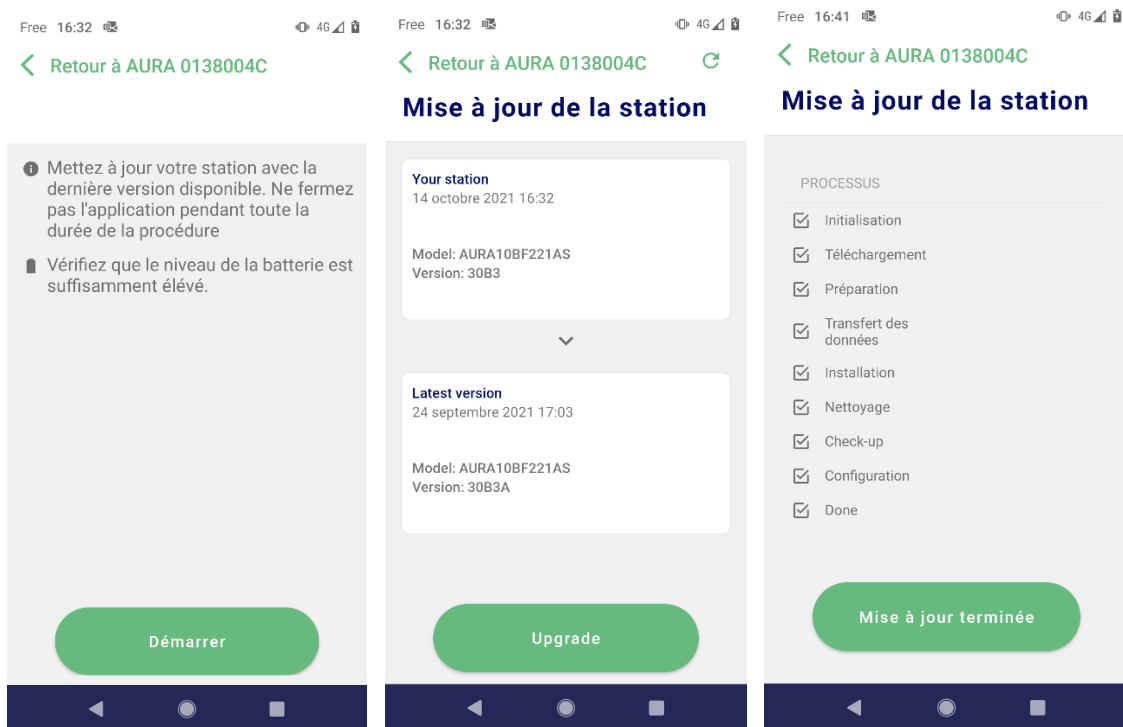 Free 16:32 4G
Retour à AURA 0138004C
Mettez à jour votre station avec la
dernière version disponible. Ne fermez
pas l'application pendant toute la
durée de la procédure
Vérifiez que le niveau de la batterie est
suffisamment élévé.
Démarrer
Free 16:32 4G
Retour à AURA 0138004C
Mise à jour de la station
Your station
14 octobre 2021 16:32
Model: AURA10BF221AS
Version: 30B3
Latest version
24 septembre 2021 17:03
Model: AURA10BF221AS
Version: 30B3A
Upgrade
Free 16:41 4G
Retour à AURA 0138004C
Mise à jour de la station
PROCESSUS
Initialisation
Téléchargement
Préparation
Transfert des
données
Installation
Nettoyage
Check-up
Configuration
Done
Mise à jour terminée